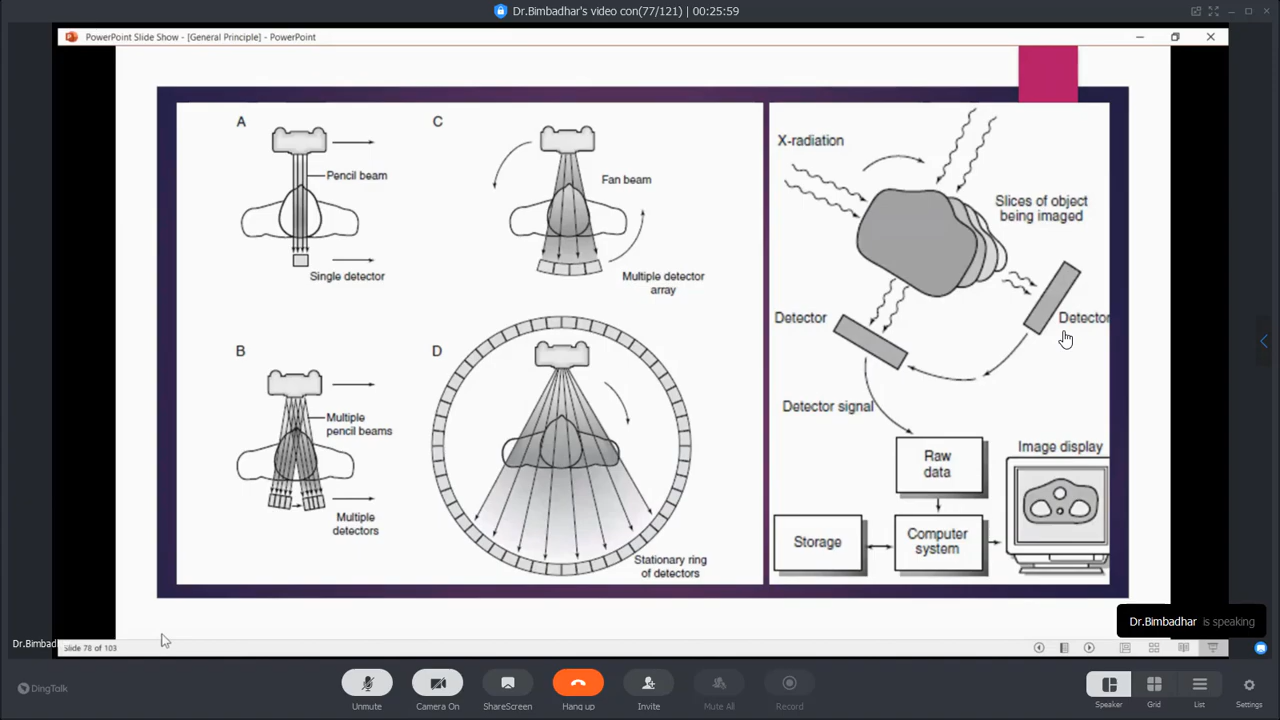 Dr.Bimbadhar's video con(77/121) | 00:25:59
PowerPoint Slide Show - [General Principle] - PowerPoint
A
Pencil beam
Single detector
B
Multiple
pencil beams
Multiple
detectors
C
Fan beam
Multiple detector
array
D
Stationary ring
of detectors
X-radiation
Slices of object
being imaged
Detector
Detector
Detector signal
Raw
data
Image display
Storage
Computer
system
Dr.Bimbadhar is speaking
Dr.Bimbad
Slide 78 of 103
DingTalk
Unmute
Camera On
ShareScreen
Hang up
Invite
Mute All
Record
Speaker
Grid
List
Settings